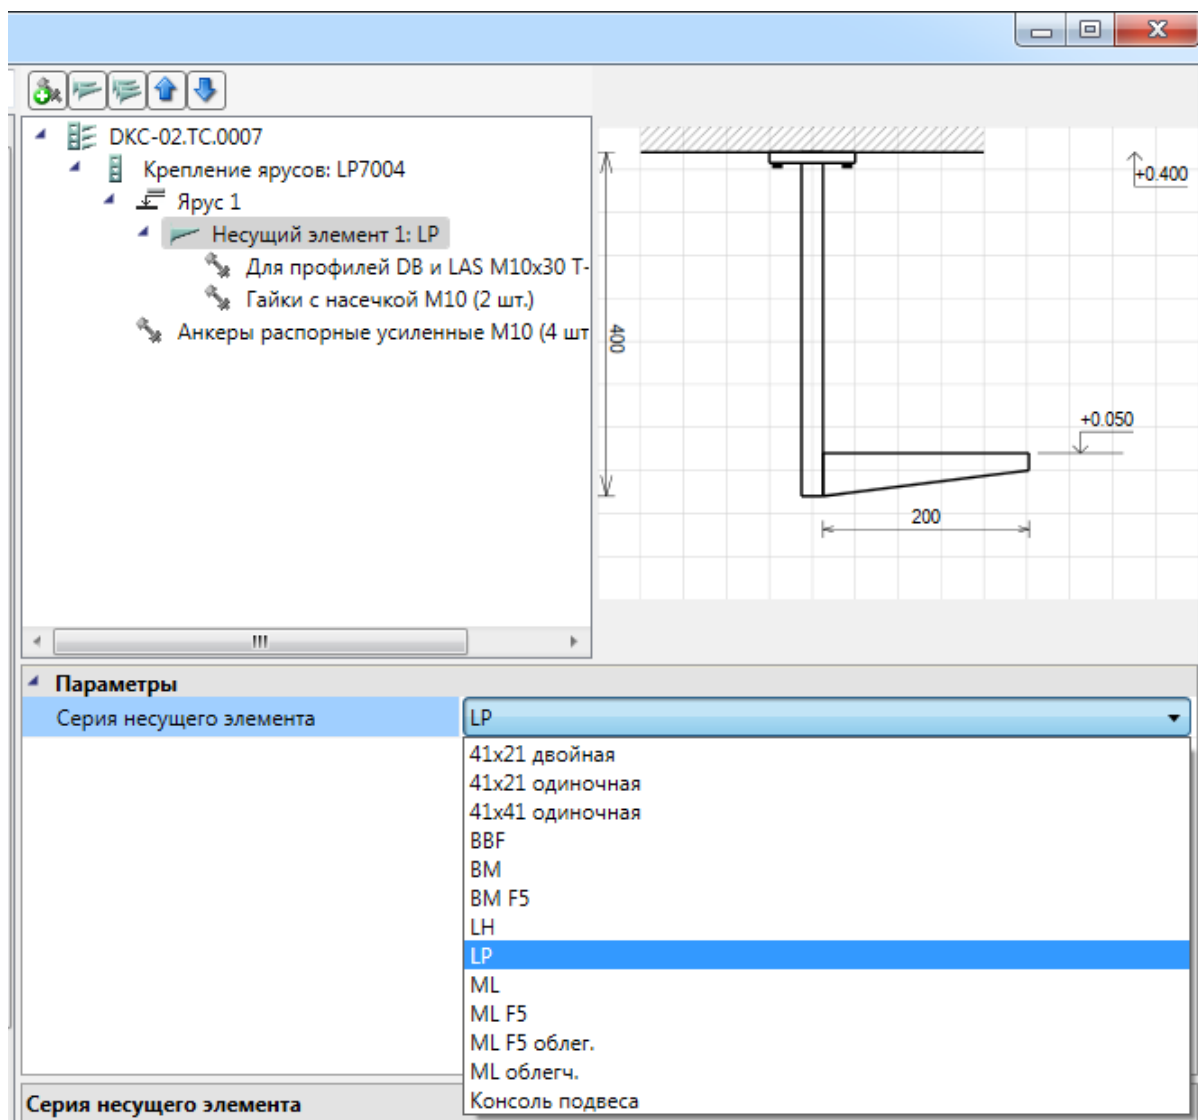 DKC-02.TC.0007
Крепление ярусов: LP7004
Ярус 1
Несущий элемент 1: LP
Для профилей DB и LAS M10x30 T-
Гайки с насечкой M10 (2 шт.)
Анкеры распорные усиленные M10 (4 шт
+0.400
400
+0.050
200
Параметры
Серия несущего элемента LP
41x21 двойная
41x21 одиночная
41x41 одиночная
BBF
BM
BM F5
LH
LP
ML
ML F5
ML F5 облег.
ML облегч.
Консоль подвеса
Серия несущего элемента